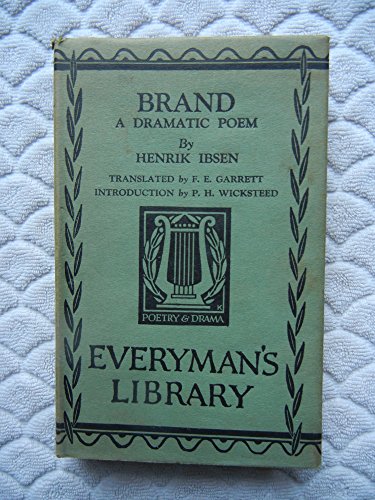 BRAND
A DRAMATIC POEM
By
HENRIK IBSEN
TRANSLATED by F. E. GARRETT
INTRODUCTION by P. H. WICKSTEED
K
POETRY & DRAMA
EVERYMAN'S
LIBRARY